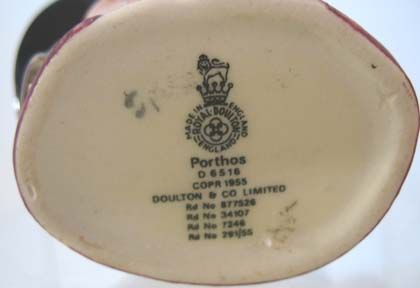 MADE IN ENGLAND
ROYAL DOULTON
ENGLAND
Porthos
D 6516
COPR 1955
DOULTON & CO LIMITED
Rd No 877526
Rd No 34107
Rd No 7246
Rd No 291/55